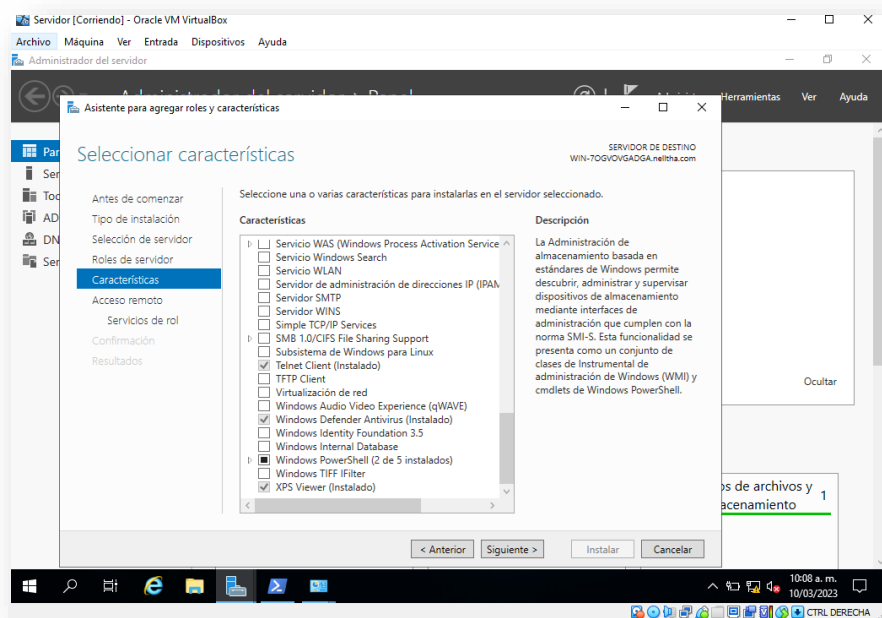 Servidor [Corriendo] - Oracle VM VirtualBox
Archivo Máquina Ver Entrada Dispositivos Ayuda
Administrador del servidor
Herramientas Ver Ayuda
Asistente para agregar roles y características
Seleccionar características
SERVIDOR DE DESTINO
WIN-7OGVOVGADGA.nelltha.com
Par
Ser
Toc
AD
DN
Ser
Antes de comenzar
Tipo de instalación
Selección de servidor
Roles de servidor
Características
Acceso remoto
Servicios de rol
Confirmación
Resultados
Seleccione una o varias características para instalarlas en el servidor seleccionado.
Características
Servicio WAS (Windows Process Activation Service
Servicio Windows Search
Servicio WLAN
Servidor de administración de direcciones IP (IPAM
Servidor SMTP
Servidor WINS
Simple TCP/IP Services
SMB 1.0/CIFS File Sharing Support
Subsistema de Windows para Linux
Telnet Client (Instalado)
TFTP Client
Virtualización de red
Windows Audio Video Experience (qWAVE)
Windows Defender Antivirus (Instalado)
Windows Identity Foundation 3.5
Windows Internal Database
Windows PowerShell (2 de 5 instalados)
Windows TIFF IFilter
XPS Viewer (Instalado)
Descripción
La Administración de
almacenamiento basada en
estándares de Windows permite
descubrir, administrar y supervisar
dispositivos de almacenamiento
mediante interfaces de
administración que cumplen con la
norma SMI-S. Esta funcionalidad se
presenta como un conjunto de
clases de Instrumental de
administración de Windows (WMI) y
cmdlets de Windows PowerShell.
Ocultar
os de archivos y 1
acenamiento
< Anterior Siguiente > Instalar Cancelar
10:08 a. m.
10/03/2023
CTRL DERECHA